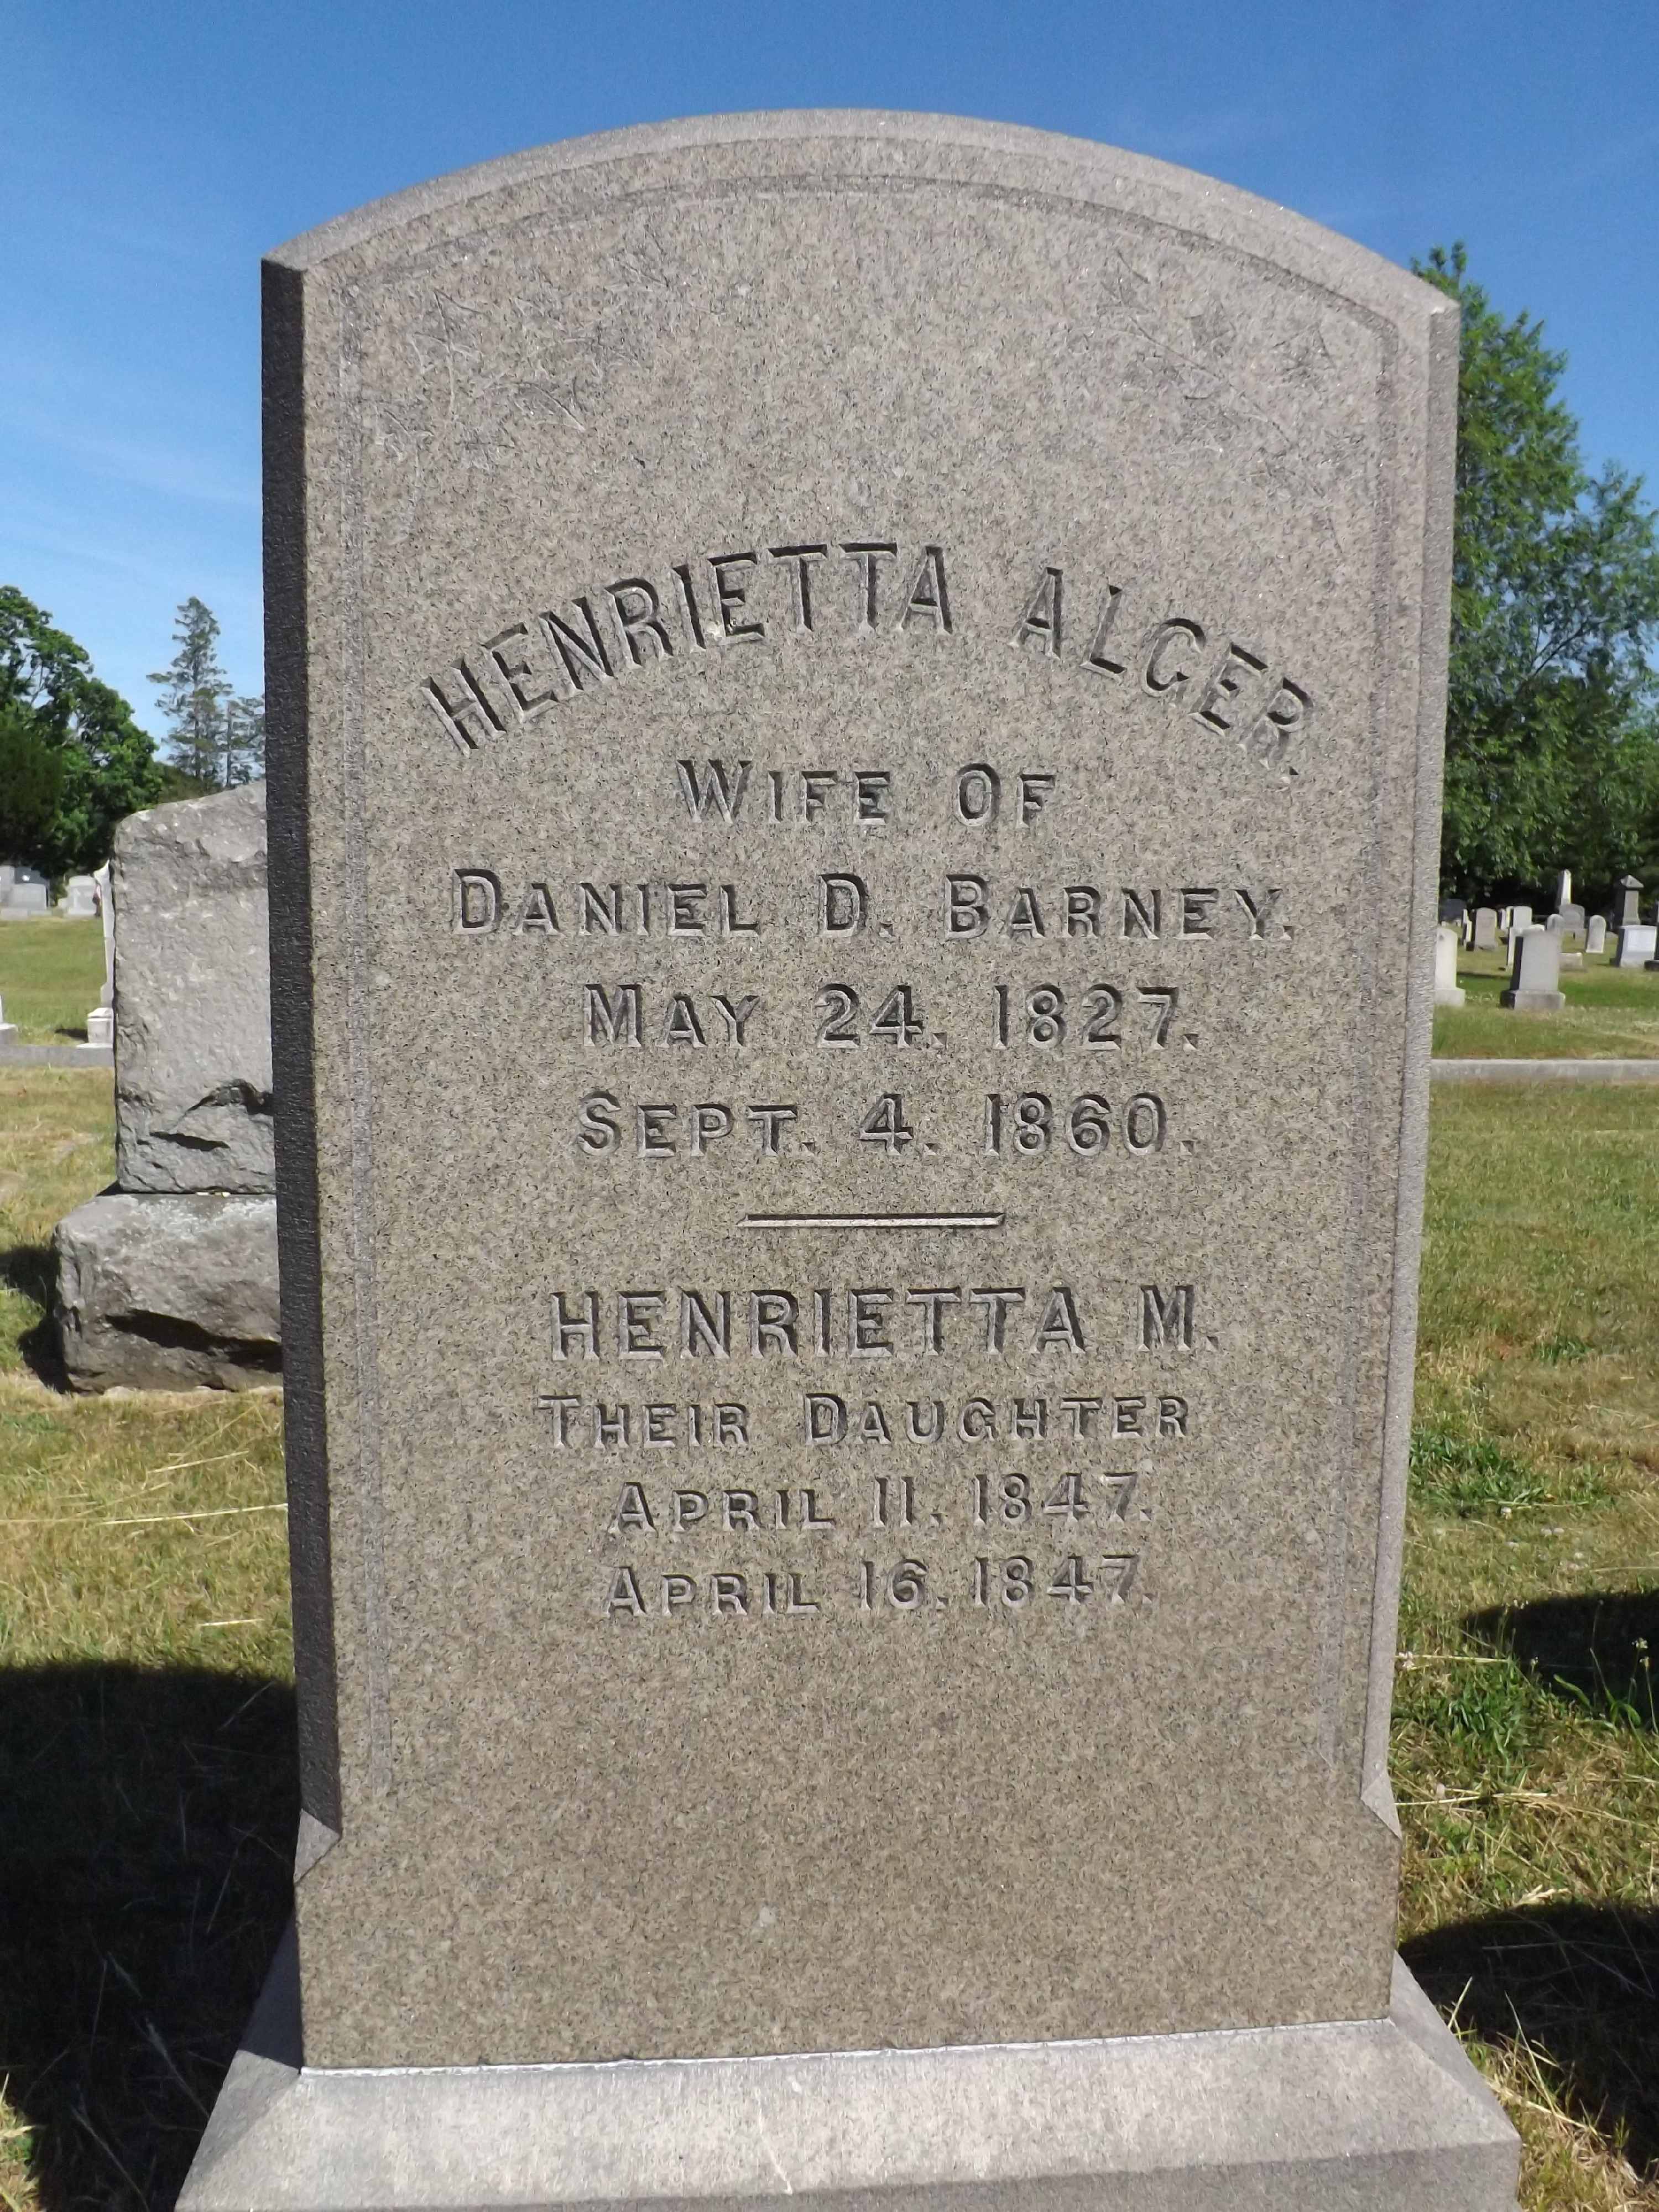 HENRIETTA ALGER.
WIFE OF
DANIEL D. BARNEY.
MAY 24. 1827.
SEPT. 4. 1860.
HENRIETTA M.
THEIR DAUGHTER
APRIL 11. 1847.
APRIL 16. 1847.